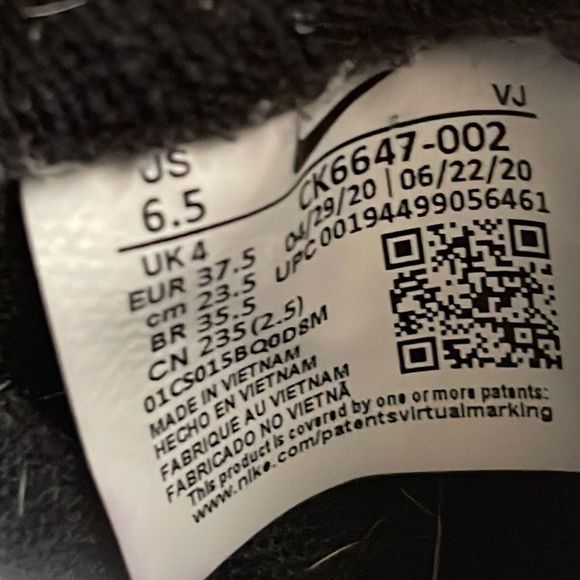 VJ
US
6.5
CK6647-002
04/29/20 | 06/22/20
UPC 00194499056461
UK 4
EUR 37.5
cm 23.5
BR 35.5
CN 235(2.5)
01CS015BQ0D8M
MADE IN VIETNAM
HECHO EN VIETNAM
FABRIQUE AU VIETNAM
FABRICADO NO VIETNÃ
This product is covered by one or more patents:
www.nike.com/patentsvirtualmarking